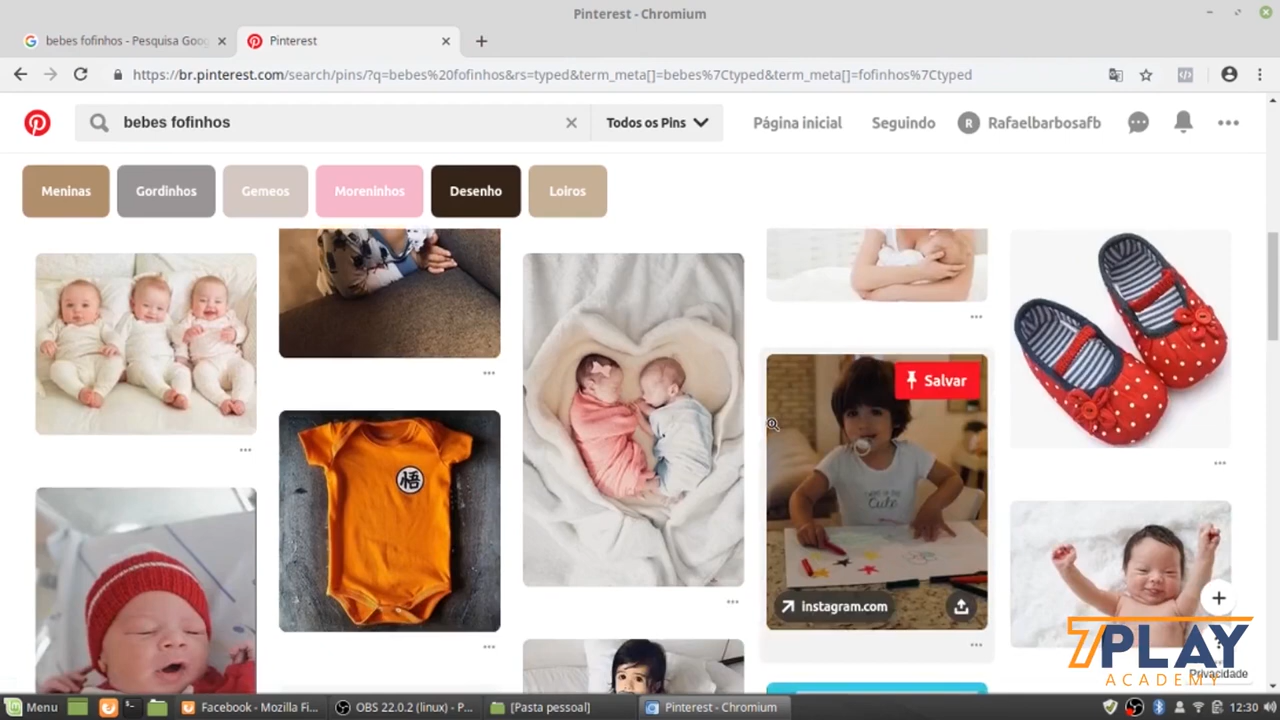 Pinterest - Chromium
bebes fofinhos - Pesquisa Goo
Pinterest
https://br.pinterest.com/search/pins/?q=bebes%20fofinhos&rs=typed&term_meta[]=bebes%7Ctyped&term_meta[]=fofinhos%7Ctyped
bebes fofinhos
Todos os Pins
Página inicial
Seguindo
R
Rafaelbarbosafb
Meninas
Gordinhos
Gemeos
Moreninhos
Desenho
Loiros
悟
Salvar
Cute
instagram.com
7PLAY
ACADEMY
Privacidade
Menu
Facebook - Mozilla Fi...
OBS 22.0.2 (linux) - P...
[Pasta pessoal]
Pinterest - Chromium
12:30